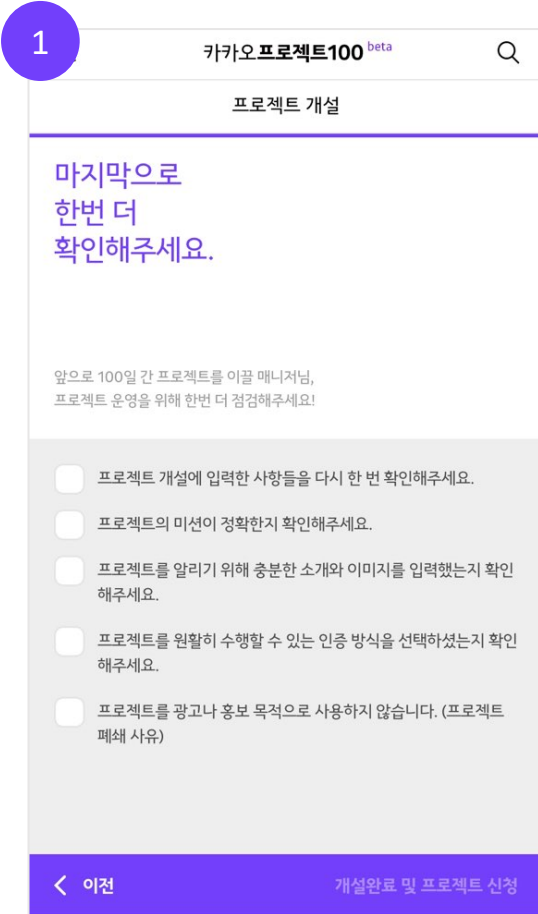 1
카카오프로젝트100 beta
프로젝트 개설
마지막으로
한번 더
확인해주세요.
앞으로 100일 간 프로젝트를 이끌 매니저님,
프로젝트 운영을 위해 한번 더 점검해주세요!
프로젝트 개설에 입력한 사항들을 다시 한 번 확인해주세요.
프로젝트의 미션이 정확한지 확인해주세요.
프로젝트를 알리기 위해 충분한 소개와 이미지를 입력했는지 확인
해주세요.
프로젝트를 원활히 수행할 수 있는 인증 방식을 선택하셨는지 확인
해주세요.
프로젝트를 광고나 홍보 목적으로 사용하지 않습니다. (프로젝트
폐쇄 사유)
이전
개설완료 및 프로젝트 신청